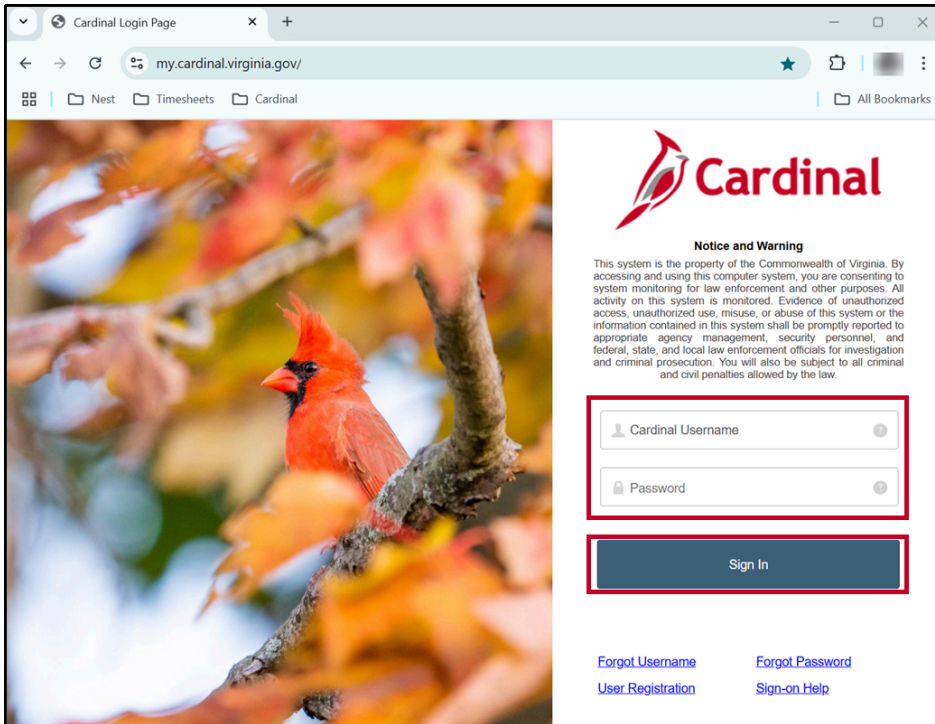 Cardinal Login Page
my.cardinal.virginia.gov/
Nest Timesheets Cardinal All Bookmarks
Cardinal
Notice and Warning
This system is the property of the Commonwealth of Virginia. By
accessing and using this computer system, you are consenting to
system monitoring for law enforcement and other purposes. All
activity on this system is monitored. Evidence of unauthorized
access, unauthorized use, misuse, or abuse of this system or the
information contained in this system shall be promptly reported to
appropriate agency management, security personnel, and
federal, state, and local law enforcement officials for investigation
and criminal prosecution. You will also be subject to all criminal
and civil penalties allowed by the law.
Cardinal Username
Password
Sign In
Forgot Username Forgot Password
User Registration Sign-on Help